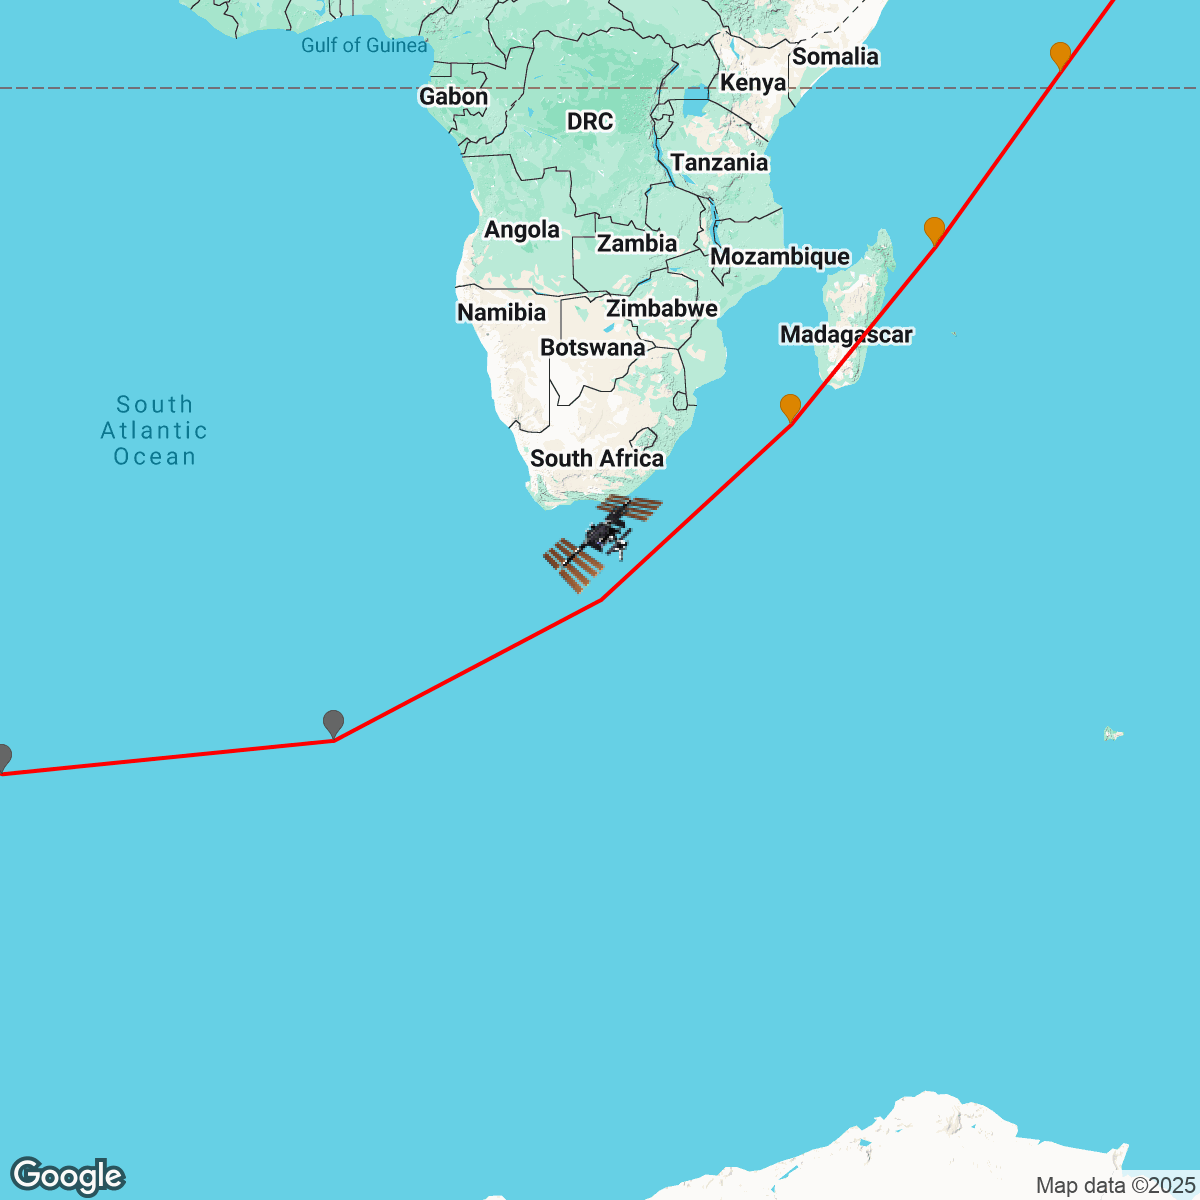 Gulf of Guinea
Somalia
Kenya
Gabon
DRC
Tanzania
Angola
Zambia
Mozambique
Namibia
Zimbabwe
Madagascar
Botswana
South
Atlantic
Ocean
South Africa
Google
Map data ©2025